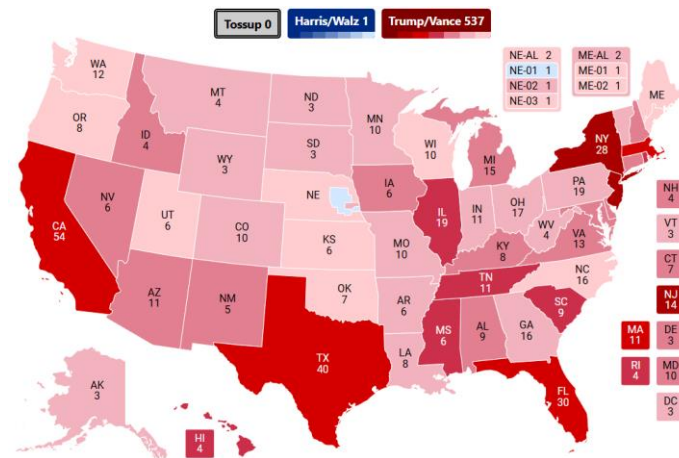 Tossup 0
Harris/Walz 1
Trump/Vance 537
NE-AL 2
NE-01 1
NE-02 1
NE-03 1
ME-AL 2
ME-01 1
ME-02 1
WA
12
OR
8
CA
54
NV
6
ID
4
MT
4
WY
3
UT
6
CO
10
AZ
11
NM
5
ND
3
SD
3
NE
KS
6
OK
7
TX
40
MN
10
IA
6
MO
10
AR
6
LA
8
WI
10
IL
19
MS
6
MI
15
IN
11
OH
17
KY
8
TN
11
AL
9
GA
16
FL
30
SC
9
NC
16
VA
13
WV
4
PA
19
NY
28
ME
NH
4
VT
3
CT
7
NJ
14
MA
11
DE
3
RI
4
MD
10
DC
3
AK
3
HI
4